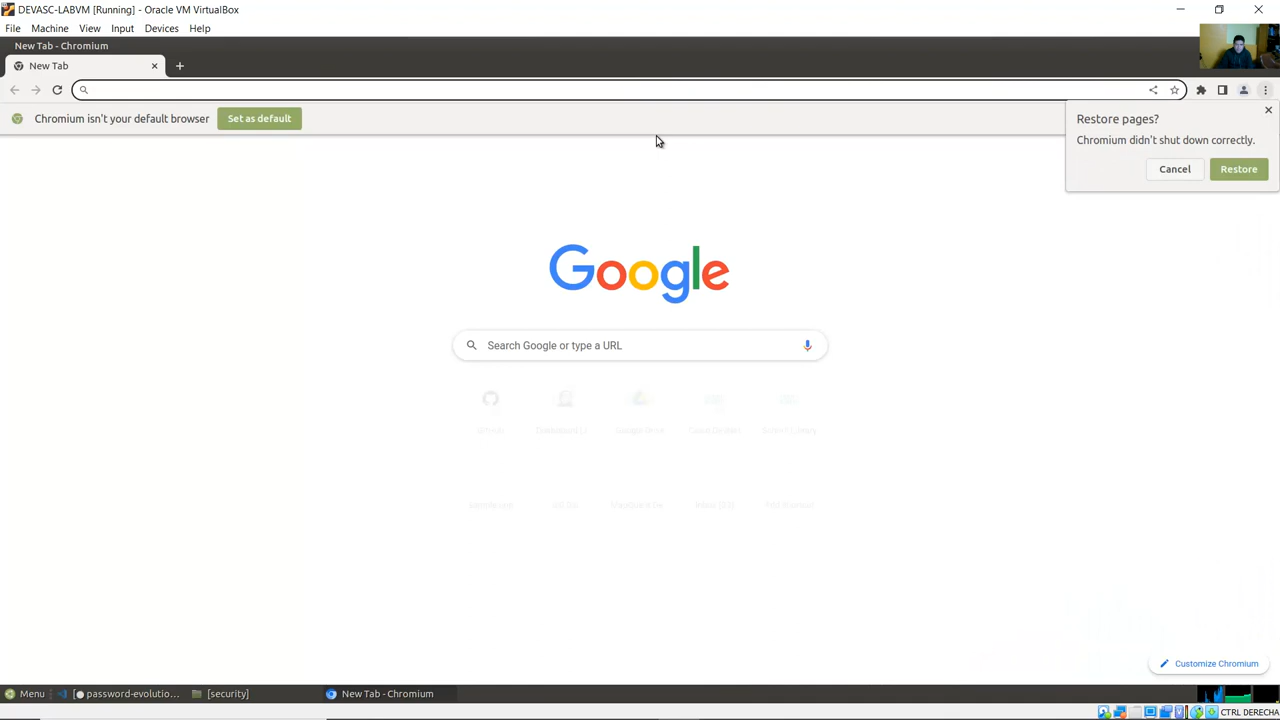 DEVASC-LABVM [Running] - Oracle VM VirtualBox
File Machine View Input Devices Help
New Tab - Chromium
New Tab
Chromium isn't your default browser
Set as default
Restore pages?
Chromium didn't shut down correctly.
Cancel
Restore
Google
Search Google or type a URL
Customize Chromium
Menu
[● password-evolutio...
[security]
New Tab - Chromium
CTRL DERECHA